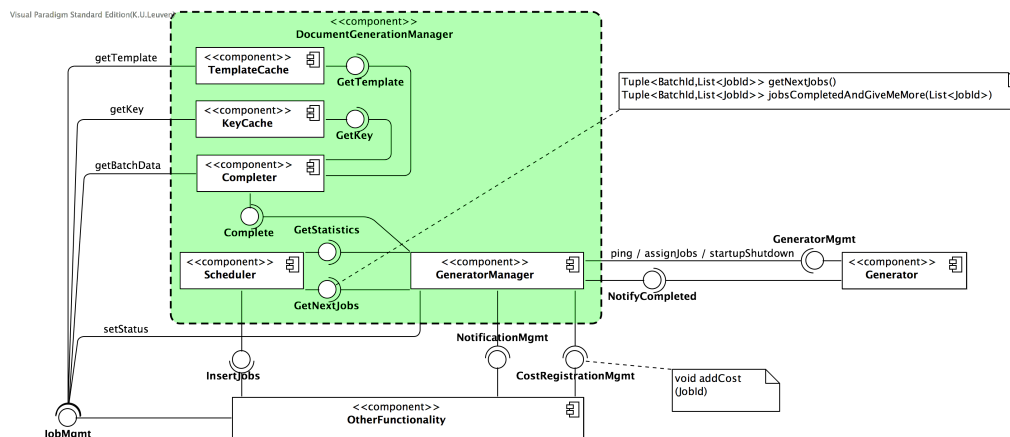 Visual Paradigm Standard Edition(K.U.Leuven)
<<component>>
DocumentGenerationManager
getTemplate
<<component>>
TemplateCache
GetTemplate
Tuple<BatchId,List<JobId>> getNextJobs()
Tuple<BatchId,List<JobId>> jobsCompletedAndGiveMeMore(List<JobId>)
getKey
<<component>>
KeyCache
GetKey
getBatchData
<<component>>
Completer
Complete
GetStatistics
GeneratorMgmt
ping / assignJobs / startupShutdown
<<component>>
Scheduler
<<component>>
GeneratorManager
<<component>>
Generator
NotifyCompleted
GetNextJobs
setStatus
NotificationMgmt
InsertJobs
CostRegistrationMgmt
void addCost
(JobId)
<<component>>
OtherFunctionality
JobMgmt